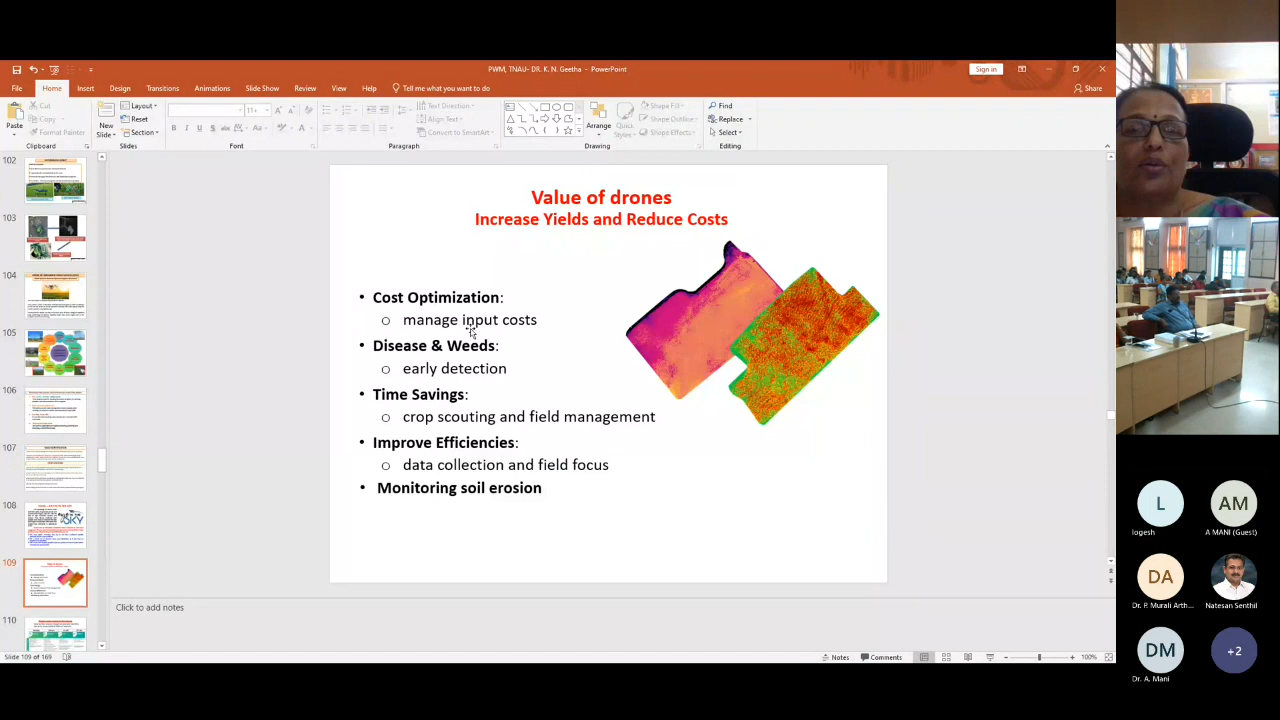 PWM, TNAU- DR. K. N. Geetha - PowerPoint
Sign in
File Home Insert Design Transitions Animations Slide Show Review View Help Tell me what you want to do
Share
Paste
Cut
Copy
Format Painter
Clipboard
New Slide
Layout
Reset
Section
Slides
11
Font
Paragraph
Text Direction
Align Text
Convert to SmartArt
Arrange
Quick Styles
Shape Fill
Shape Outline
Shape Effects
Drawing
Find
Replace
Select
Editing
102
103
104
105
106
107
108
SKY
109
110
Value of drones
Increase Yields and Reduce Costs
• Cost Optimization:
o manage input costs
• Disease & Weeds:
o early detection
• Time Savings:
o crop scouting and field management
• Improve Efficiencies:
o data collection and field focus
• Monitoring soil erosion
Click to add notes
Slide 109 of 169
Notes
Comments
100%
L
logesh
AM
A MANI (Guest)
DA
Dr. P. Murali Arth...
Natesan Senthil
DM
Dr. A. Mani
+2